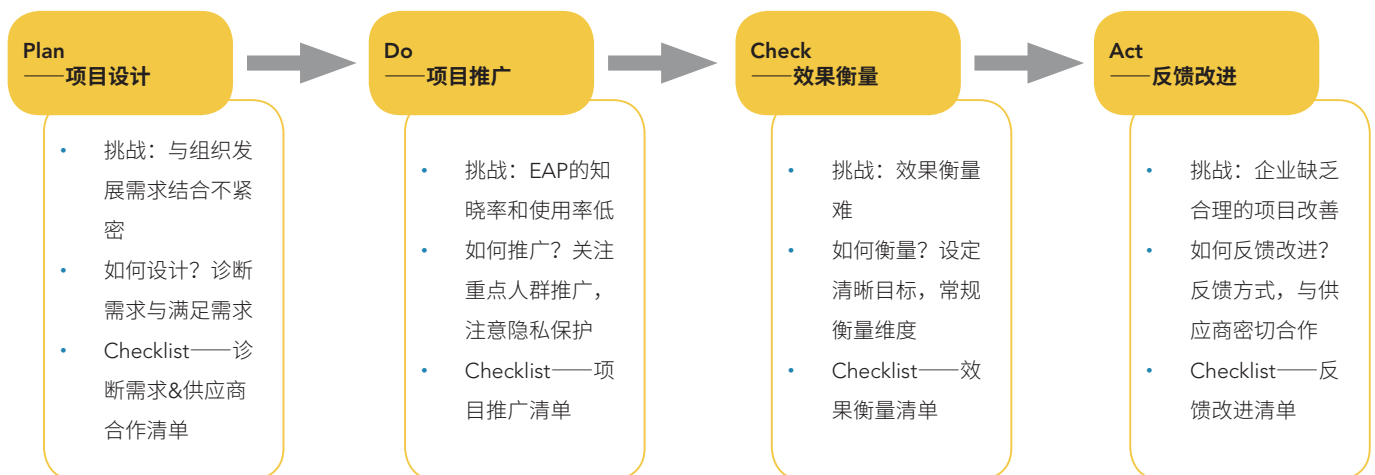 Plan
——项目设计
• 挑战：与组织发
展需求结合不紧
密
• 如何设计？诊断
需求与满足需求
• Checklist——诊
断需求&供应商
合作清单
Do
——项目推广
• 挑战：EAP的知
晓率和使用率低
• 如何推广？关注
重点人群推广，
注意隐私保护
• Checklist——项
目推广清单
Check
——效果衡量
• 挑战：效果衡量
难
• 如何衡量？设定
清晰目标，常规
衡量维度
• Checklist——效
果衡量清单
Act
——反馈改进
• 挑战：企业缺乏
合理的项目改善
• 如何反馈改进？
反馈方式，与供
应商密切合作
• Checklist——反
馈改进清单